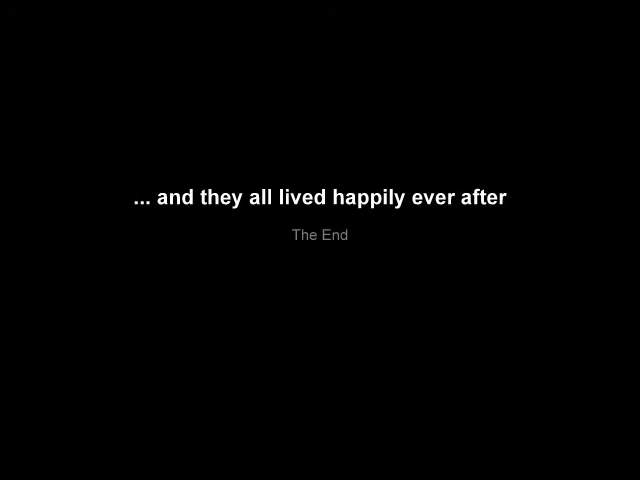 ... and they all lived happily ever after
The End